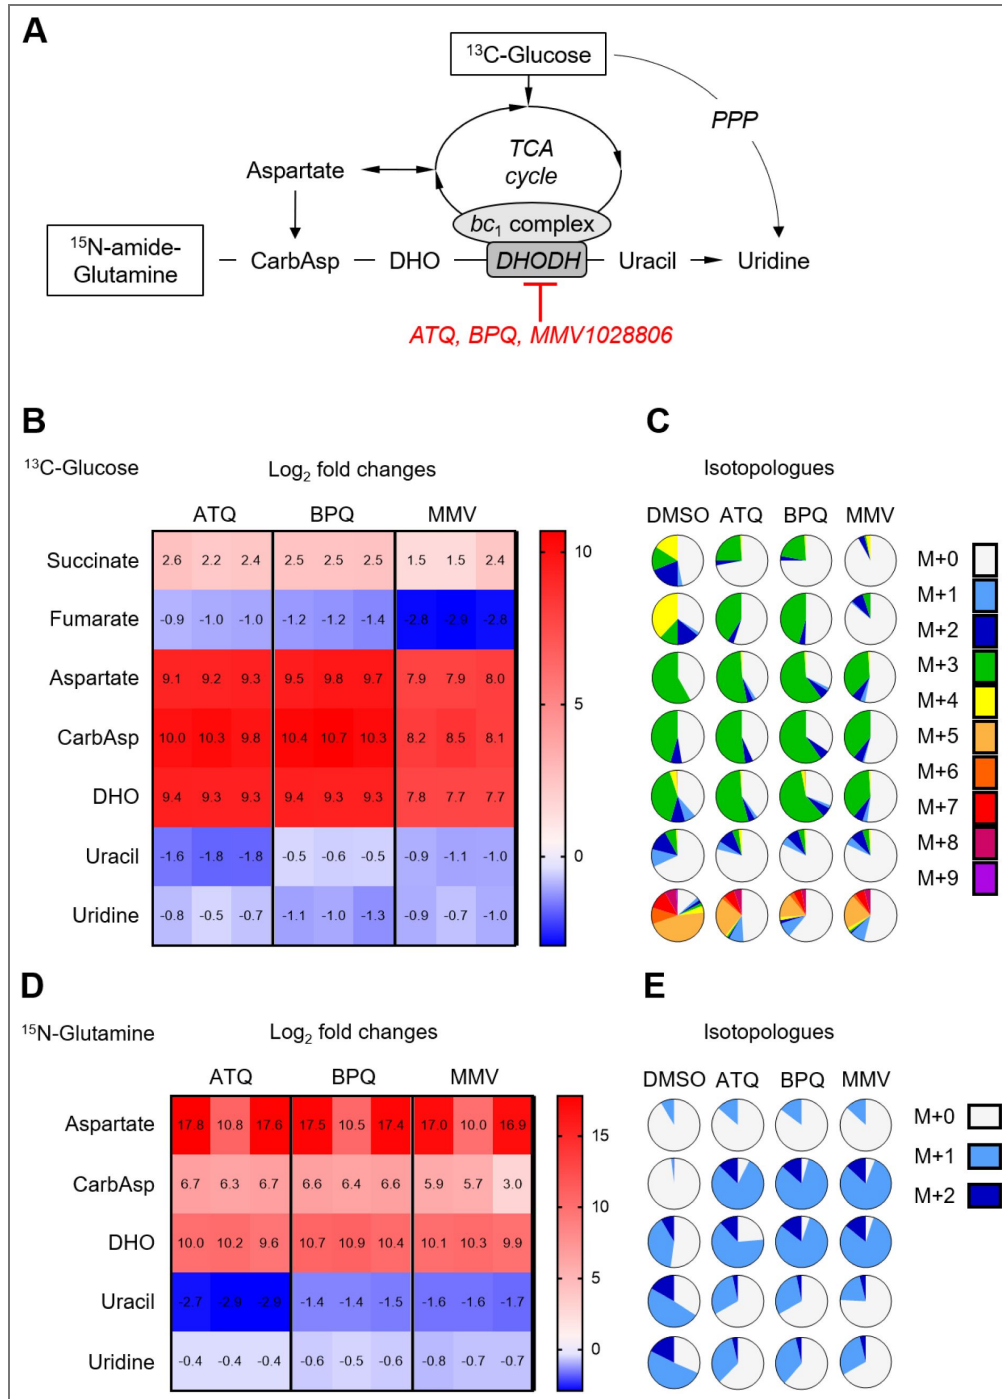 A
¹³C-Glucose
PPP
TCA
cycle
Aspartate
bc₁ complex
¹⁵N-amide-
Glutamine
CarbAsp
DHO
DHODH
Uracil
Uridine
ATQ, BPQ, MMV1028806
B
¹³C-Glucose
Log₂ fold changes
ATQ BPQ MMV
Succinate 2.6 2.2 2.4 2.5 2.5 2.5 1.5 1.5 2.4
Fumarate -0.9 -1.0 -1.0 -1.2 -1.2 -1.4 -2.8 -2.9 -2.8
Aspartate 9.1 9.2 9.3 9.5 9.8 9.7 7.9 7.9 8.0
CarbAsp 10.0 10.3 9.8 10.4 10.7 10.3 8.2 8.5 8.1
DHO 9.4 9.3 9.3 9.4 9.3 9.3 7.8 7.7 7.7
Uracil -1.6 -1.8 -1.8 -0.5 -0.6 -0.5 -0.9 -1.1 -1.0
Uridine -0.8 -0.5 -0.7 -1.1 -1.0 -1.3 -0.9 -0.7 -1.0
10
5
0
C
Isotopologues
DMSO ATQ BPQ MMV
M+0
M+1
M+2
M+3
M+4
M+5
M+6
M+7
M+8
M+9
D
¹⁵N-Glutamine
Log₂ fold changes
ATQ BPQ MMV
Aspartate 17.8 10.8 17.6 17.5 10.5 17.4 17.0 10.0 16.9
CarbAsp 6.7 6.3 6.7 6.6 6.4 6.6 5.9 5.7 3.0
DHO 10.0 10.2 9.6 10.7 10.9 10.4 10.1 10.3 9.9
Uracil -2.7 -2.9 -2.9 -1.4 -1.4 -1.5 -1.6 -1.6 -1.7
Uridine -0.4 -0.4 -0.4 -0.6 -0.5 -0.6 -0.8 -0.7 -0.7
15
10
5
0
E
Isotopologues
DMSO ATQ BPQ MMV
M+0
M+1
M+2